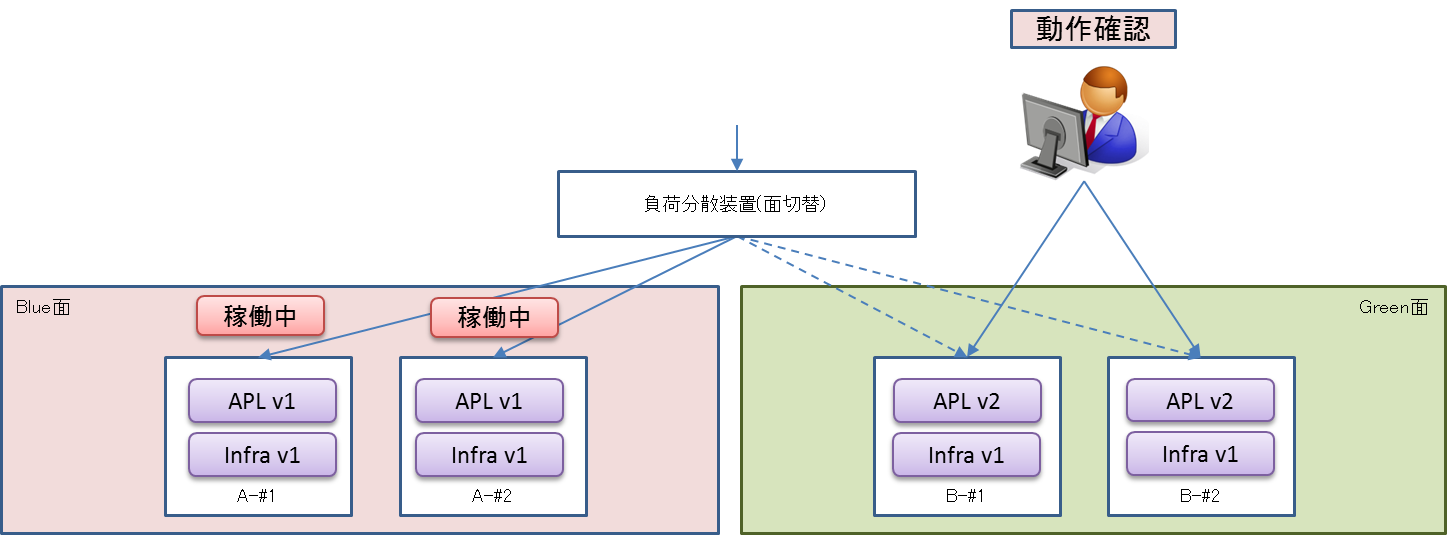 動作確認
負荷分散装置(面切替)
Blue面
稼働中
稼働中
APL v1
Infra v1
A-#1
APL v1
Infra v1
A-#2
Green面
APL v2
Infra v1
B-#1
APL v2
Infra v1
B-#2